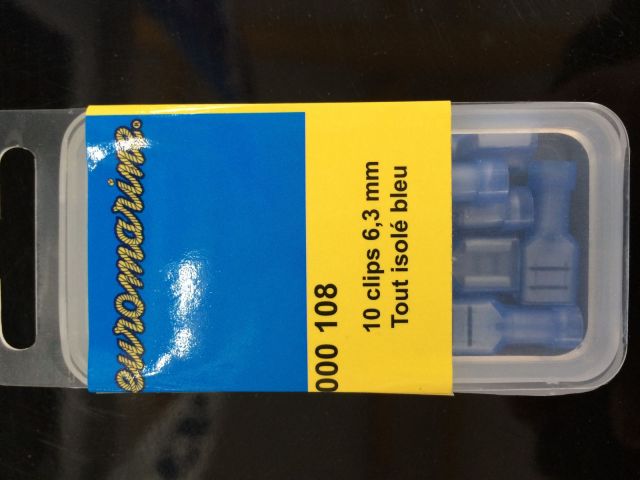 euromarine.
000 108
10 clips 6,3 mm
Tout isolé bleu